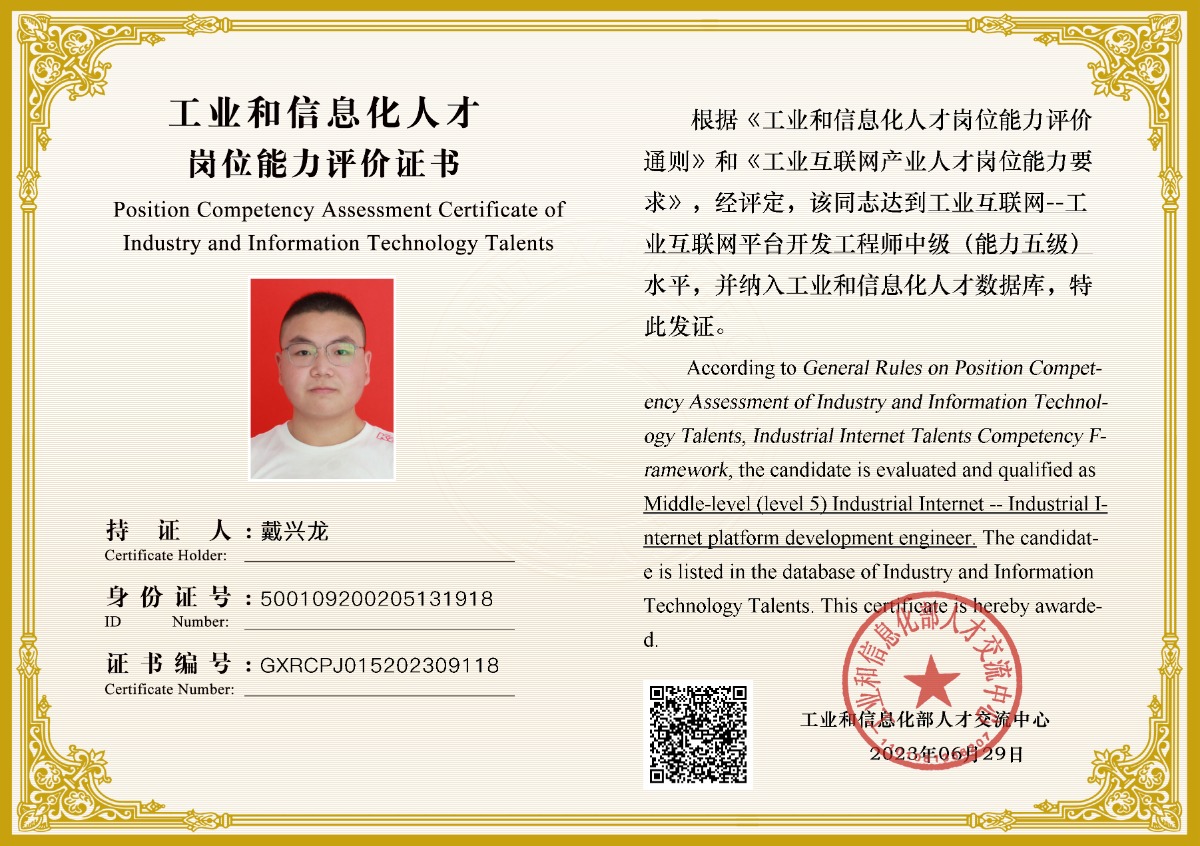 工业和信息化人才
岗位能力评价证书
Position Competency Assessment Certificate of
Industry and Information Technology Talents
持证人：戴兴龙
Certificate Holder:
身份证号：500109200205131918
ID Number:
证书编号：GXRCPJ015202309118
Certificate Number:
根据《工业和信息化人才岗位能力评价
通则》和《工业互联网产业人才岗位能力要
求》，经评定，该同志达到工业互联网--工
业互联网平台开发工程师中级（能力五级）
水平，并纳入工业和信息化人才数据库，特
此发证。
According to General Rules on Position Compet-
ency Assessment of Industry and Information Technol-
ogy Talents, Industrial Internet Talents Competency F-
ramework, the candidate is evaluated and qualified as
Middle-level (level 5) Industrial Internet -- Industrial I-
nternet platform development engineer. The candidat-
e is listed in the database of Industry and Information
Technology Talents. This certificate is hereby awarde-
d.
工业和信息化部人才交流中心
工业和信息化部人才交流中心
2023年06月29日